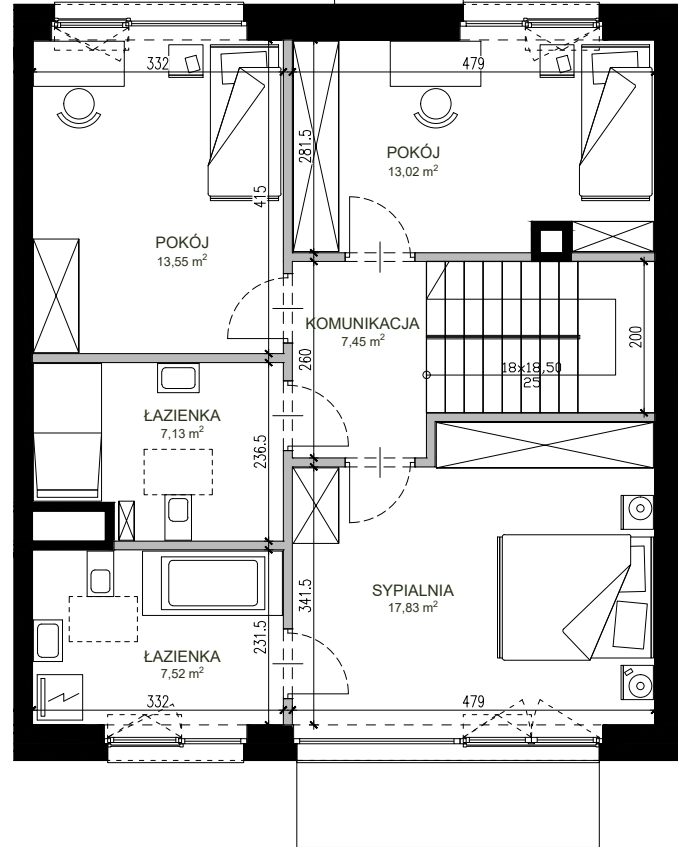 332
479
281.5
POKÓJ
13,02 m²
415
POKÓJ
13,55 m²
KOMUNIKACJA
7,45 m²
260
200
18x18,50
25
ŁAZIENKA
7,13 m²
236.5
SYPIALNIA
17,83 m²
341.5
231.5
ŁAZIENKA
7,52 m²
332
479